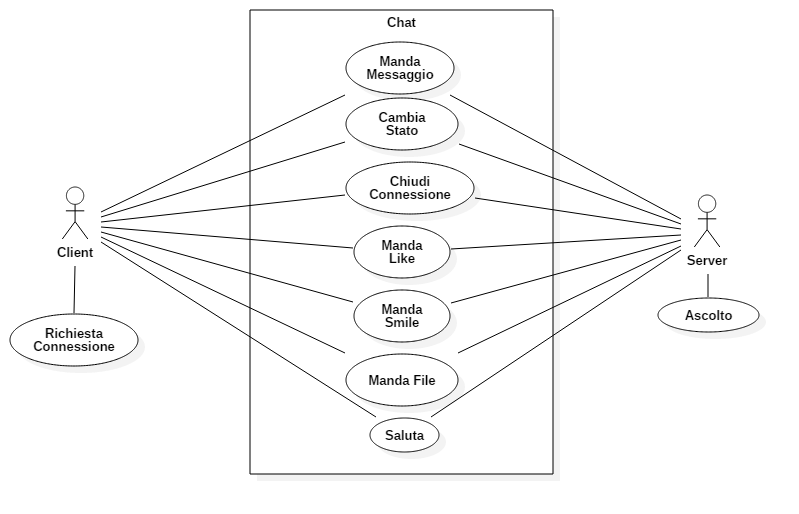 Chat
Manda
Messaggio
Cambia
Stato
Chiudi
Connessione
Client
Manda
Like
Server
Manda
Smile
Ascolto
Richiesta
Connessione
Manda File
Saluta